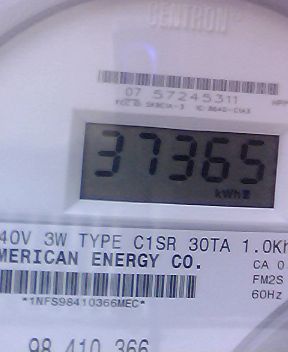 CENTRON
07 57245311
37365
kWh
40V 3W TYPE C1SR 30TA 1.0Kh
MERICAN ENERGY CO.
CA 0
FM2S
60Hz
*1NFS98410366MEC*
98 410 366